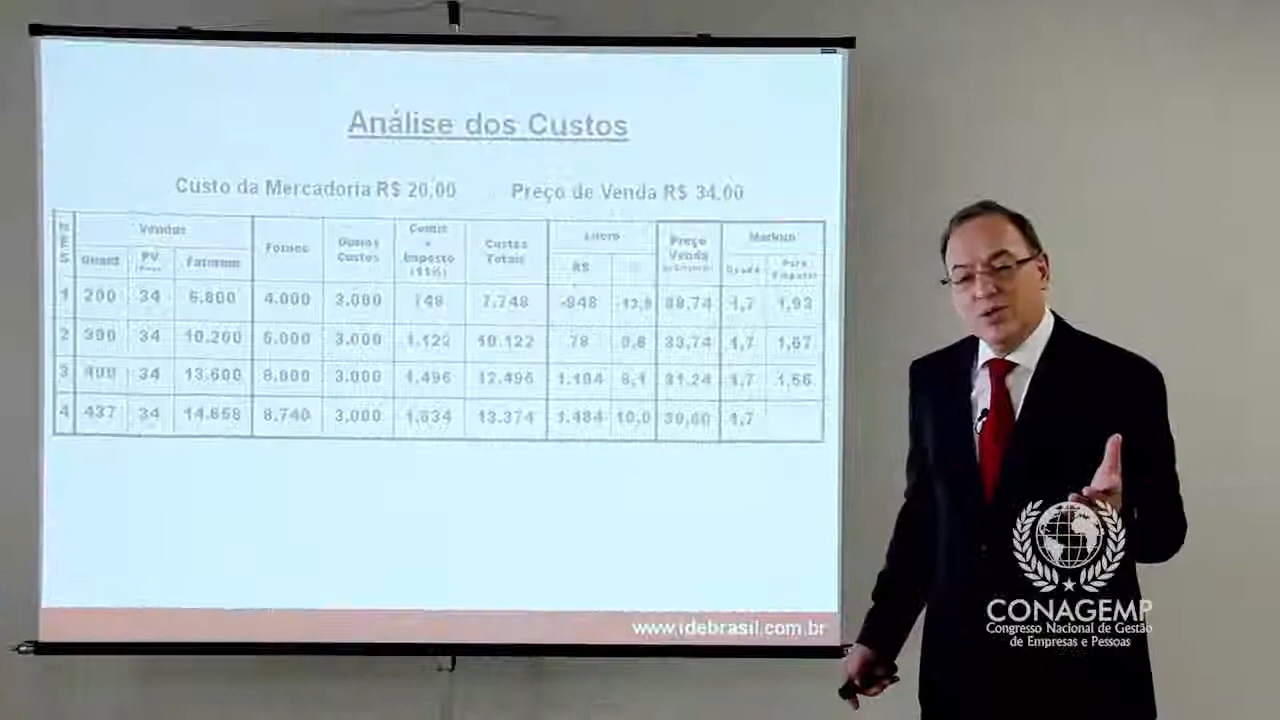 Análise dos Custos
Custo da Mercadoria R$ 20,00 Preço de Venda R$ 34,00
MÊS Vendas Fornec Outros Custos Custos Totais Lucro Preço Venda Markup
Quant PV Faturam Imposto R$ Usado Para
1 200 34 6.800 4.000 3.000 748 7.748 -948 38,74 1,7 1,93
2 34 10.200 3.000 1.122 10.122 78 33,74 1,7 1,67
3 400 34 13.600 8.000 3.000 1.496 12.496 1.104 8,1 31,24 1,7 1,56
4 437 34 14.858 8.740 3.000 1.634 13.374 1.484 10,0 30,60 1,7
www.idebrasil.com.br
CONAGEMP
Congresso Nacional de Gestão
de Empresas e Pessoas